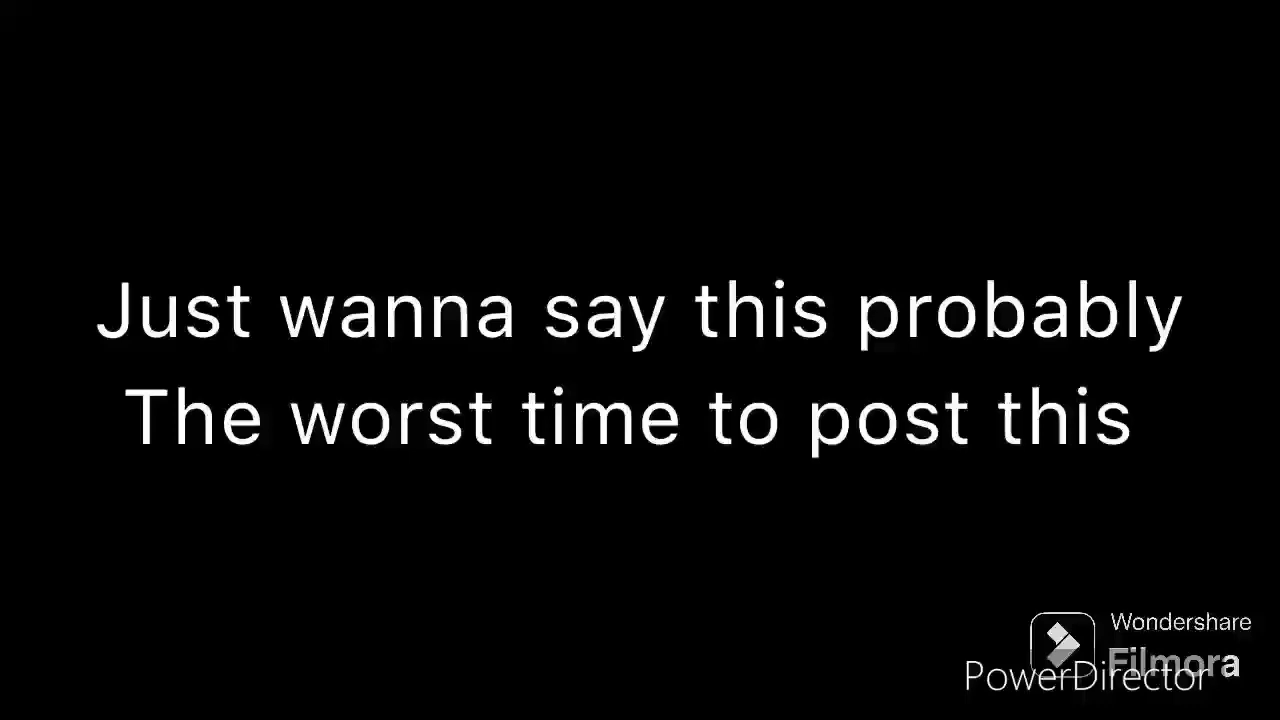 Just wanna say this probably
The worst time to post this
Wondershare
Filmora
PowerDirector